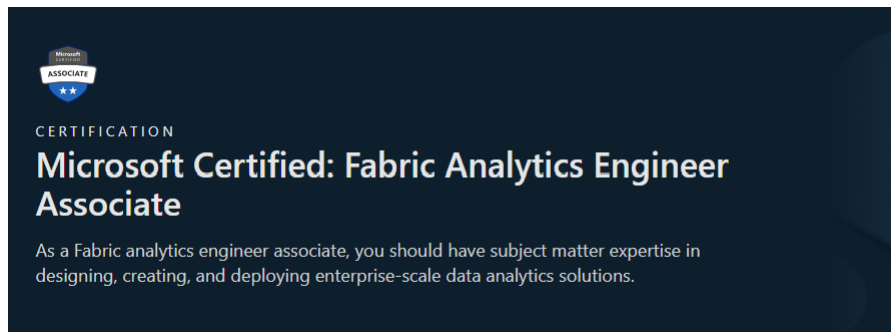 Microsoft
CERTIFIED
ASSOCIATE
CERTIFICATION
Microsoft Certified: Fabric Analytics Engineer
Associate
As a Fabric analytics engineer associate, you should have subject matter expertise in
designing, creating, and deploying enterprise-scale data analytics solutions.